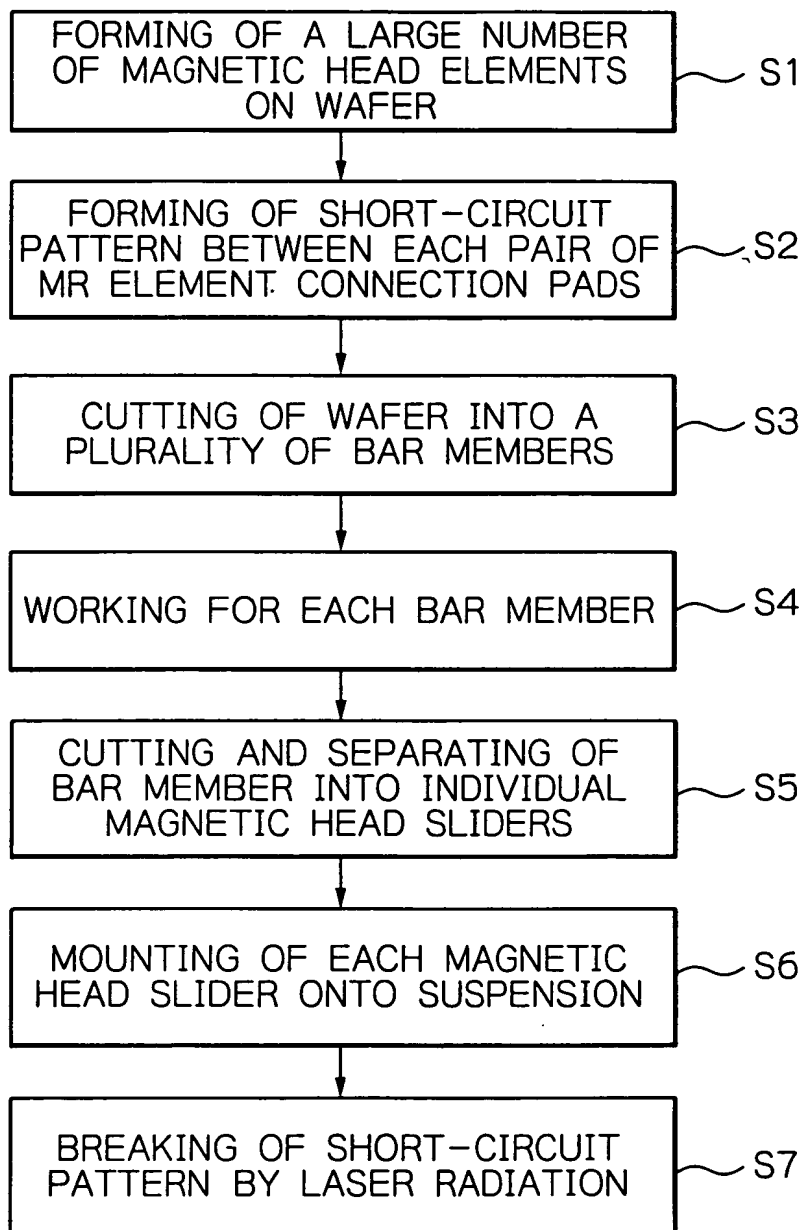 FORMING OF A LARGE NUMBER
OF MAGNETIC HEAD ELEMENTS
ON WAFER
S1
FORMING OF SHORT-CIRCUIT
PATTERN BETWEEN EACH PAIR OF
MR ELEMENT CONNECTION PADS
S2
CUTTING OF WAFER INTO A
PLURALITY OF BAR MEMBERS
S3
WORKING FOR EACH BAR MEMBER
S4
CUTTING AND SEPARATING OF
BAR MEMBER INTO INDIVIDUAL
MAGNETIC HEAD SLIDERS
S5
MOUNTING OF EACH MAGNETIC
HEAD SLIDER ONTO SUSPENSION
S6
BREAKING OF SHORT-CIRCUIT
PATTERN BY LASER RADIATION
S7